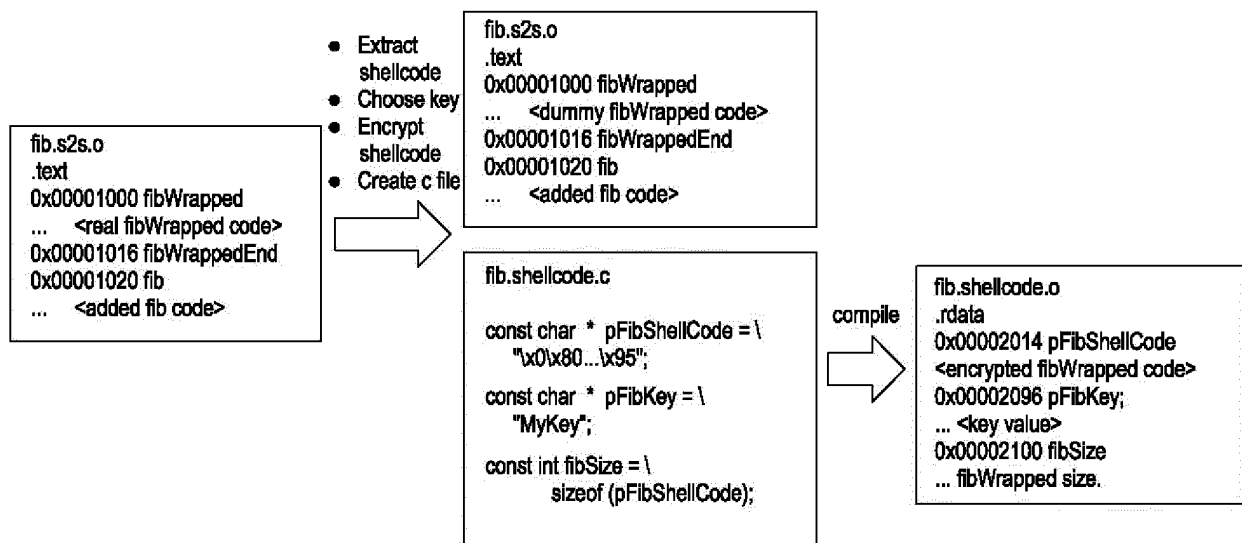 fib.s2s.o
.text
0x00001000 fibWrapped
... <real fibWrapped code>
0x00001016 fibWrappedEnd
0x00001020 fib
... <added fib code>
● Extract
shellcode
● Choose key
● Encrypt
shellcode
● Create c file
fib.s2s.o
.text
0x00001000 fibWrapped
... <dummy fibWrapped code>
0x00001016 fibWrappedEnd
0x00001020 fib
... <added fib code>
fib.shellcode.c
const char * pFibShellCode = \
"\x0\x80...\x95";
const char * pFibKey = \
"MyKey";
const int fibSize = \
sizeof (pFibShellCode);
compile
fib.shellcode.o
.rdata
0x00002014 pFibShellCode
<encrypted fibWrapped code>
0x00002096 pFibKey;
... <key value>
0x00002100 fibSize
... fibWrapped size.